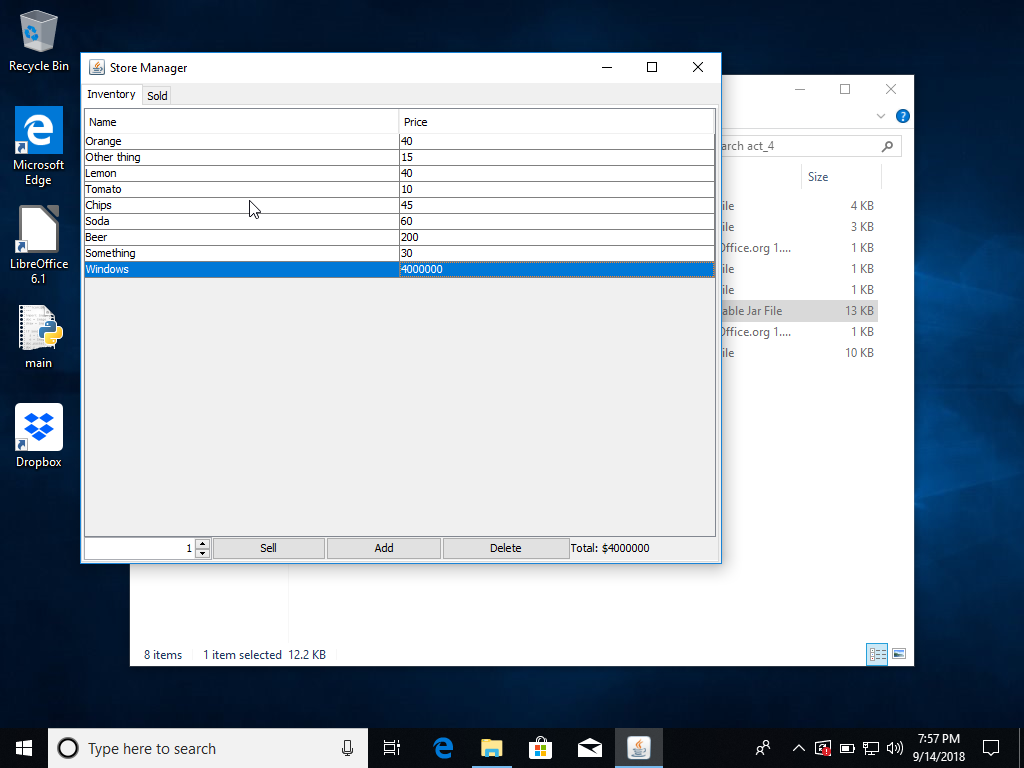 Recycle Bin
Microsoft Edge
LibreOffice 6.1
main
Dropbox
Store Manager
Inventory Sold
Name Price
Orange 40
Other thing 15
Lemon 40
Tomato 10
Chips 45
Soda 60
Beer 200
Something 30
Windows 4000000
1 Sell Add Delete Total: $4000000
?
arch act_4
Size
ile 4 KB
ile 3 KB
Office.org 1.... 1 KB
ile 1 KB
ile 1 KB
able Jar File 13 KB
Office.org 1.... 1 KB
ile 10 KB
8 items 1 item selected 12.2 KB
Type here to search
7:57 PM
9/14/2018